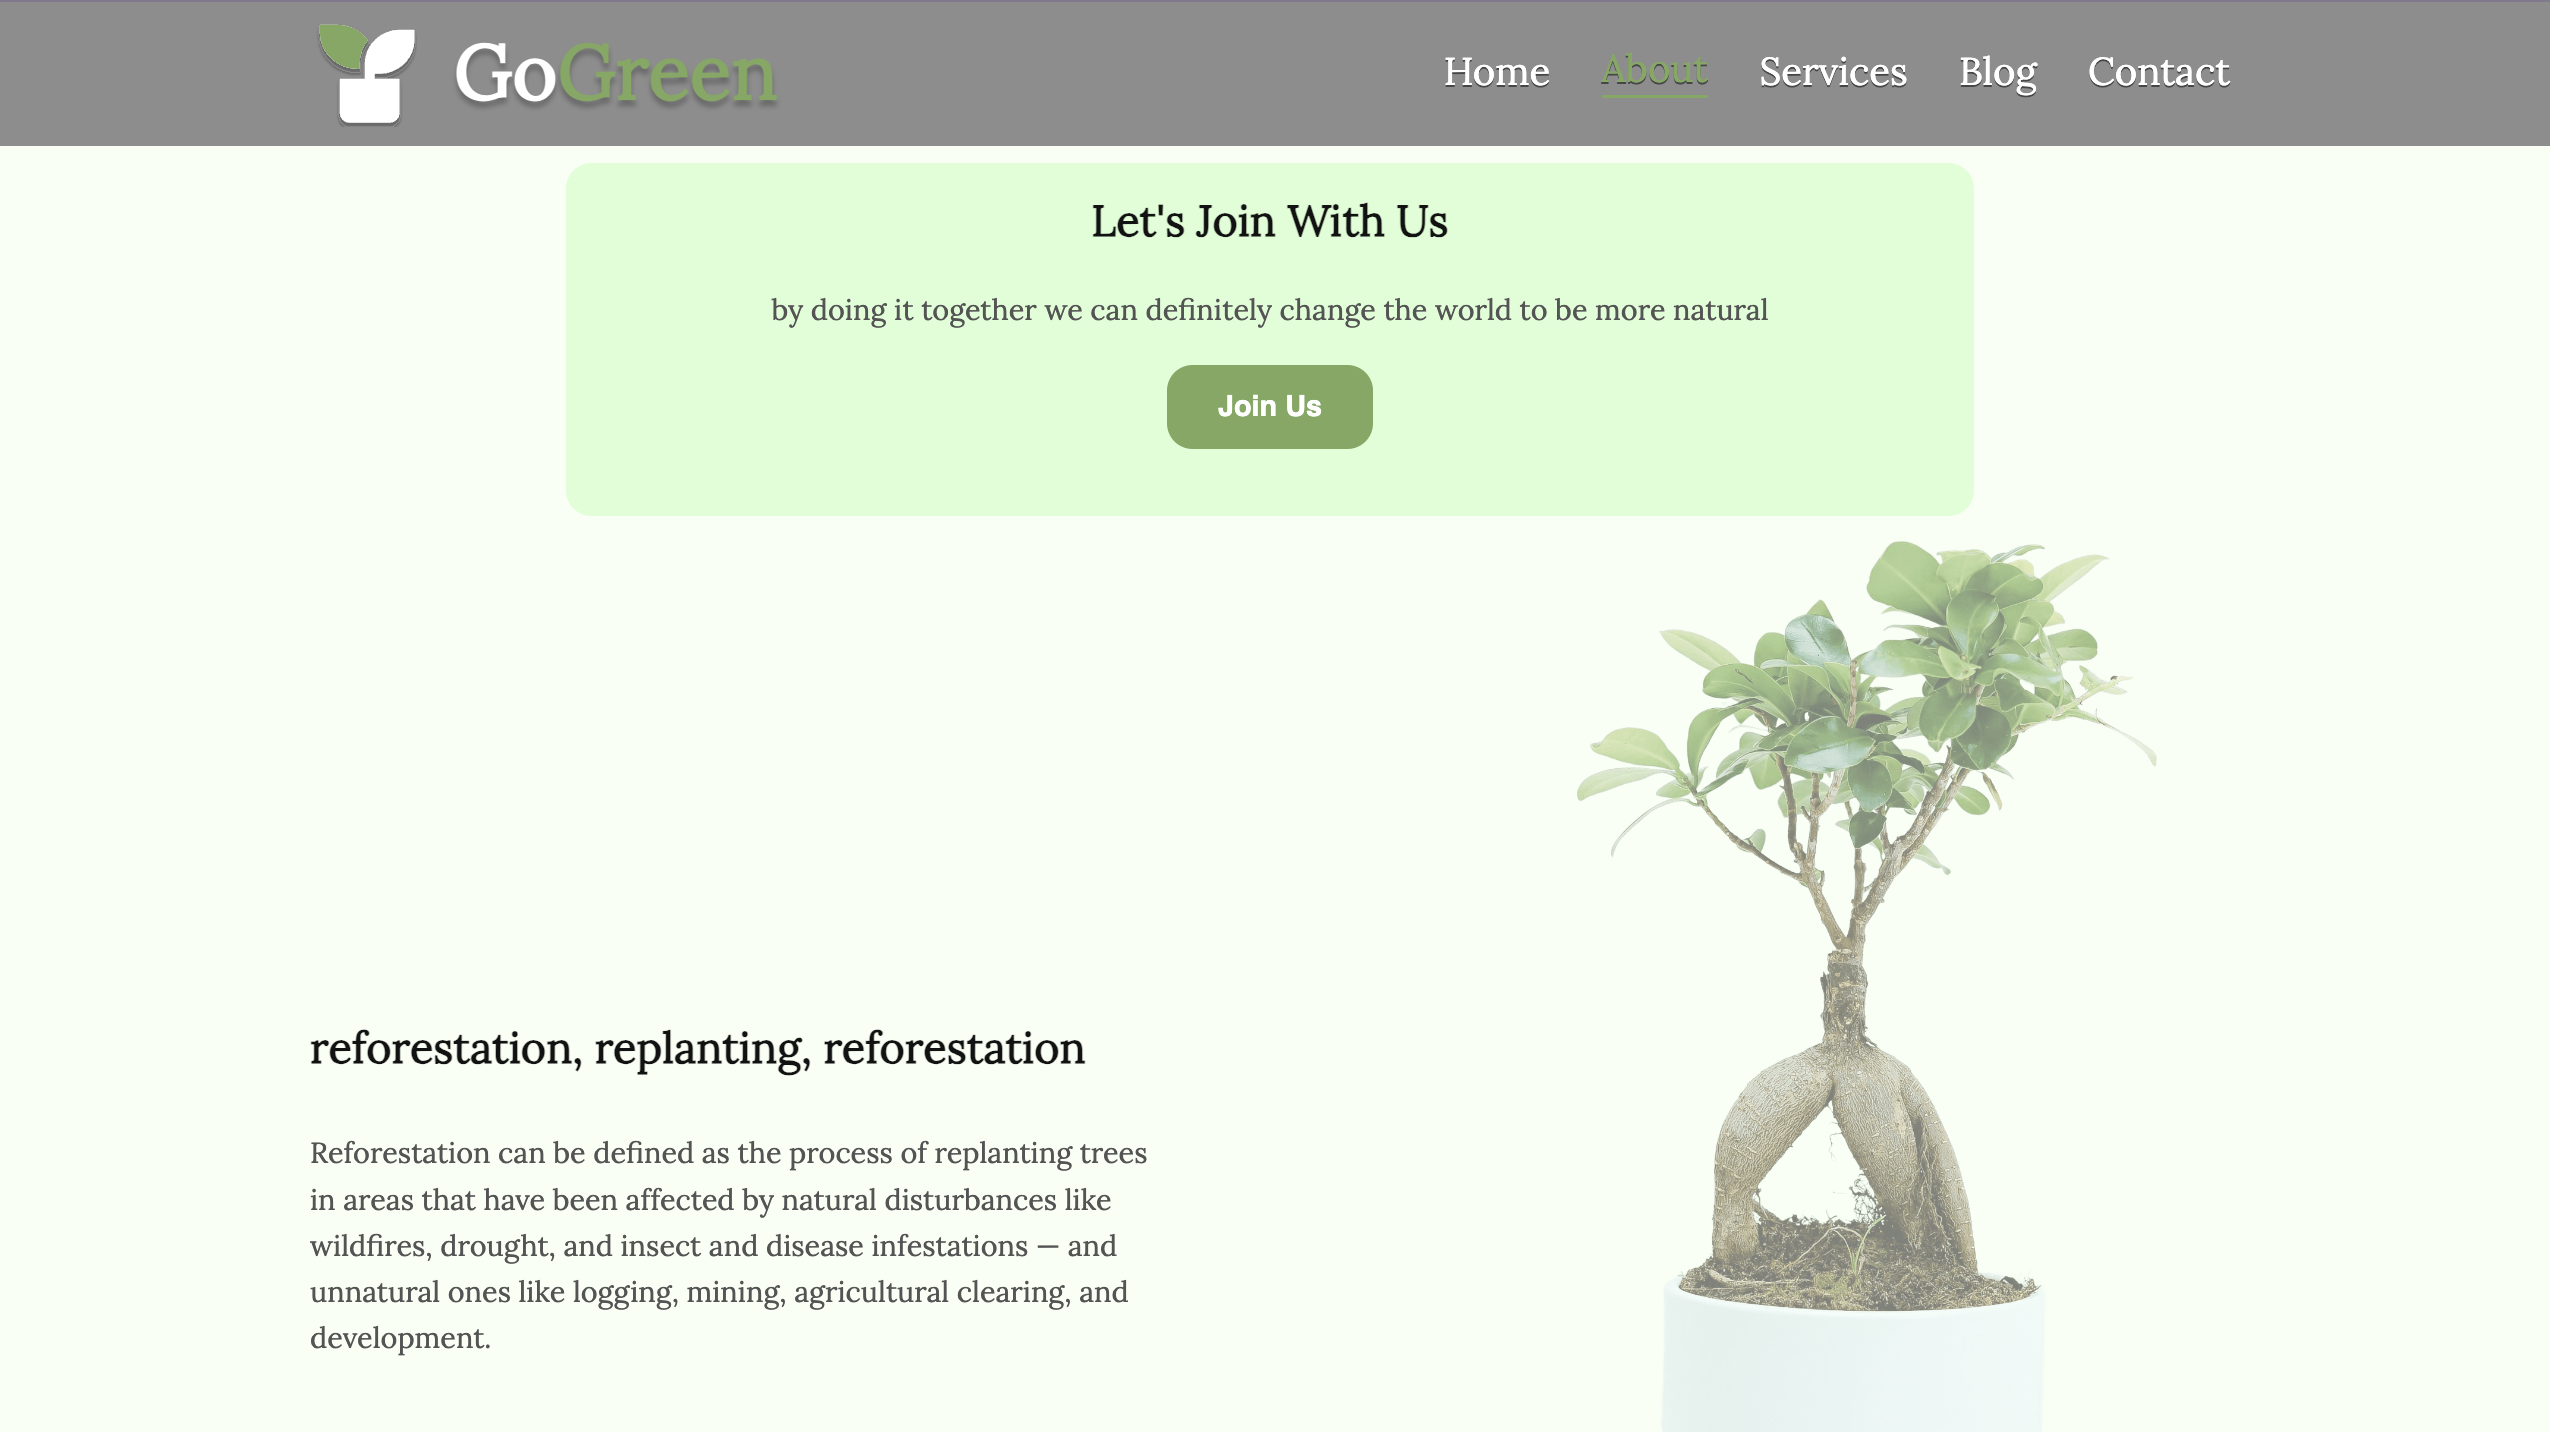 GoGreen
Home About Services Blog Contact
Let's Join With Us
by doing it together we can definitely change the world to be more natural
Join Us
reforestation, replanting, reforestation
Reforestation can be defined as the process of replanting trees
in areas that have been affected by natural disturbances like
wildfires, drought, and insect and disease infestations — and
unnatural ones like logging, mining, agricultural clearing, and
development.